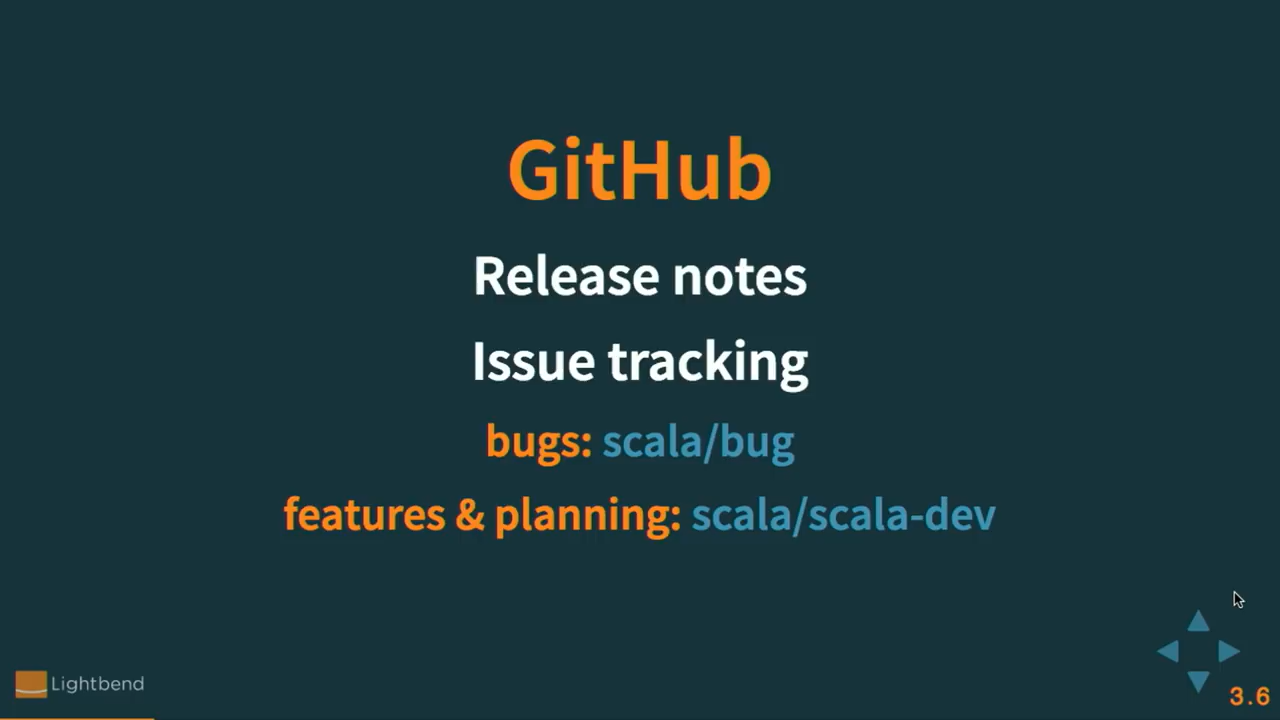 GitHub
Release notes
Issue tracking
bugs: scala/bug
features & planning: scala/scala-dev
Lightbend
3.6